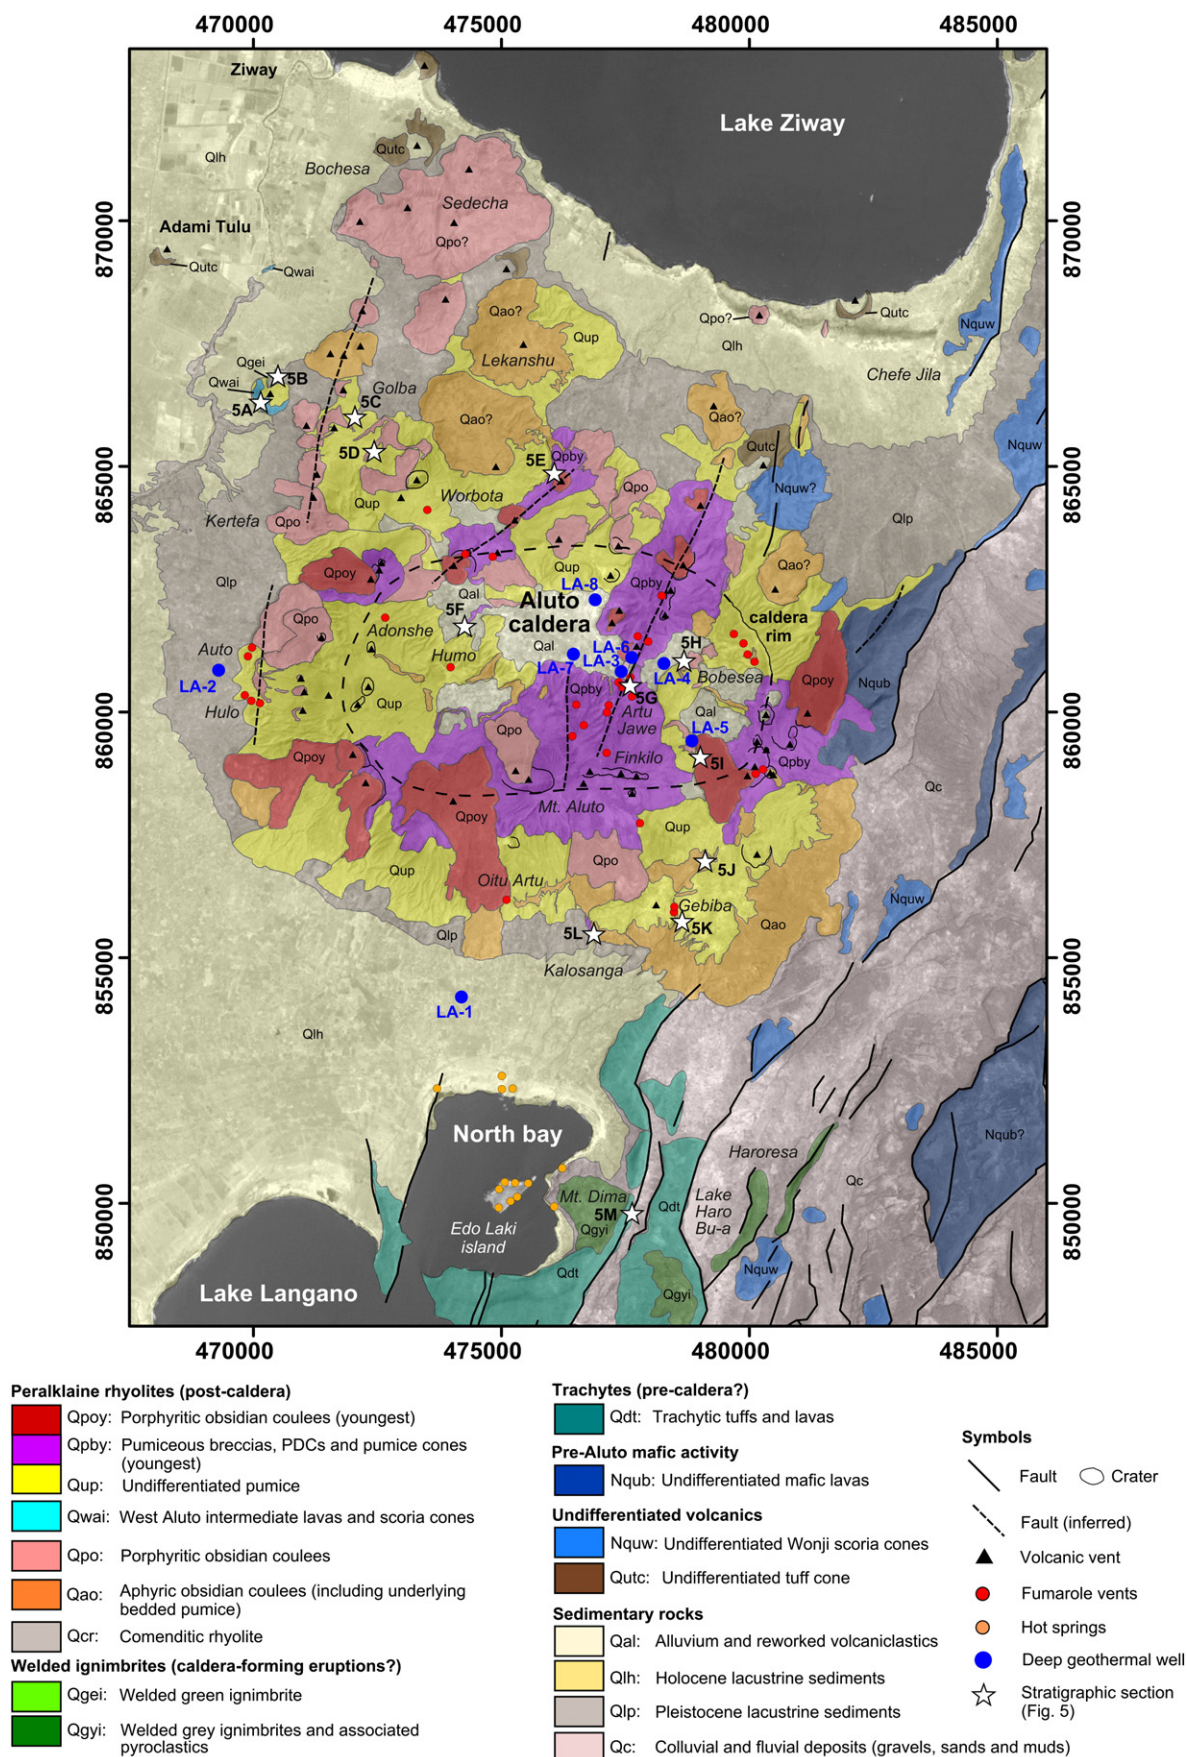 470000 475000 480000 485000
Ziway
Lake Ziway
Qutc
Qlh
Bochesa
Sedecha
870000
870000
Adami Tulu
Qpo?
Qutc
Qwai
Qao?
Qpo?
Qutc
Qup
Nquw
Qlh
Lekanshu
Qgei
5B
Chefe Jila
Qwai
Golba
5A
5C
Qao?
Qao?
Qutc
Nquw
5D
5E
Qpby
865000
865000
Qpo
Nquw?
Worbota
Qup
Kertefa
Qpo
Qlp
Qup
Qpoy
Qao?
Qlp
Qpby
LA-8
Qal
Aluto
caldera
5F
Qpo
caldera
rim
Adonshe
Auto
Humo
Qal
LA-6
5H
LA-7
LA-3
LA-4
Bobesea
LA-2
Qpoy
Nqub
Qpby
5G
Hulo
Qup
Artu
Jawe
Qal
860000
860000
LA-5
Qpo
Qpoy
Finkilo
5I
Qpby
Qc
Mt. Aluto
Qpoy
Qup
Qpo
Qup
5J
Oitu Artu
Nquw
Gebiba
5K
Qao
Qlp
5L
Kalosanga
855000
855000
LA-1
Qlh
North bay
Nqub?
Haroresa
Qc
Mt. Dima
Lake
Haro
Bu-a
5M
Qdt
850000
850000
Edo Laki
island
Qgyi
Qdt
Nquw
Lake Langano
Qgyi
470000 475000 480000 485000
Peralklaine rhyolites (post-caldera)
Qpoy: Porphyritic obsidian coulees (youngest)
Qpby: Pumiceous breccias, PDCs and pumice cones
(youngest)
Qup: Undifferentiated pumice
Qwai: West Aluto intermediate lavas and scoria cones
Qpo: Porphyritic obsidian coulees
Qao: Aphyric obsidian coulees (including underlying
bedded pumice)
Qcr: Comenditic rhyolite
Welded ignimbrites (caldera-forming eruptions?)
Qgei: Welded green ignimbrite
Qgyi: Welded grey ignimbrites and associated
pyroclastics
Trachytes (pre-caldera?)
Qdt: Trachytic tuffs and lavas
Pre-Aluto mafic activity
Nqub: Undifferentiated mafic lavas
Undifferentiated volcanics
Nquw: Undifferentiated Wonji scoria cones
Qutc: Undifferentiated tuff cone
Sedimentary rocks
Qal: Alluvium and reworked volcaniclastics
Qlh: Holocene lacustrine sediments
Qlp: Pleistocene lacustrine sediments
Qc: Colluvial and fluvial deposits (gravels, sands and muds)
Symbols
Fault
Crater
Fault (inferred)
Volcanic vent
Fumarole vents
Hot springs
Deep geothermal well
Stratigraphic section
(Fig. 5)